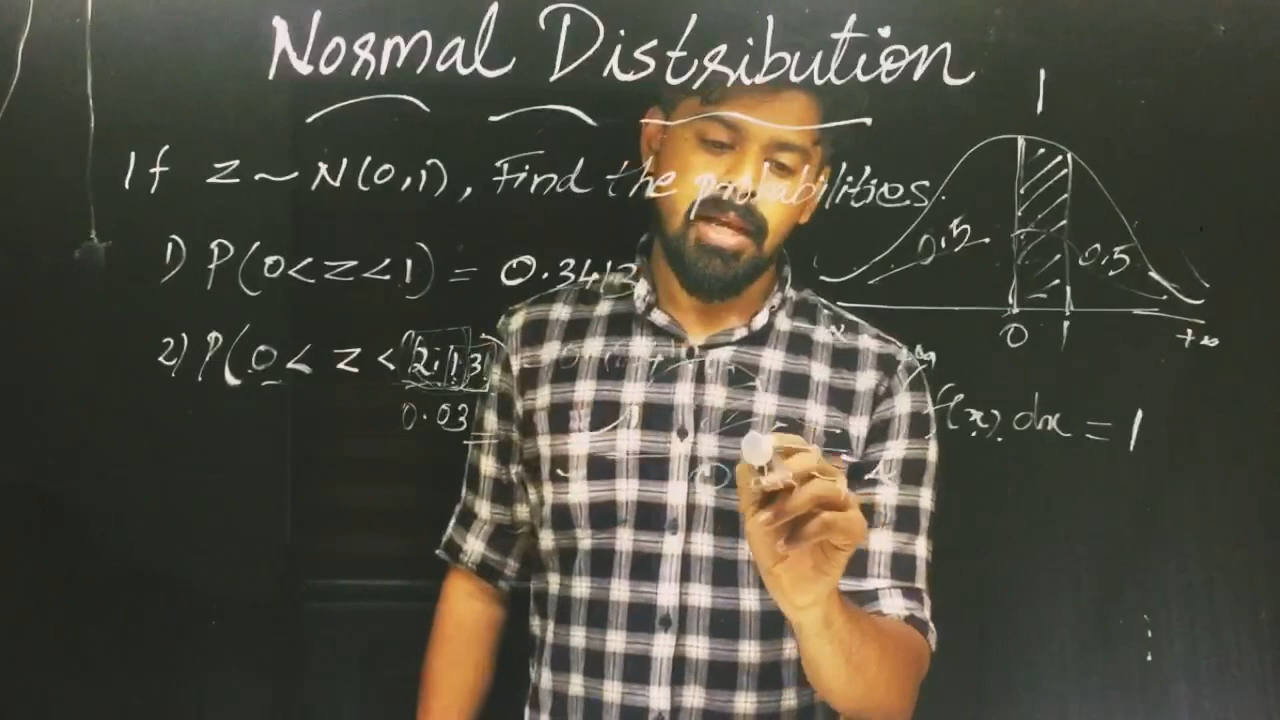 Normal Distribution
If Z ~ N(0,1), Find the probabilities.
1) P(0<Z<1) = 0.3413
2) P(0 < Z < 2.13)
0.03
f(x) dx = 1
1
0.5 0.5
0 1 +∞